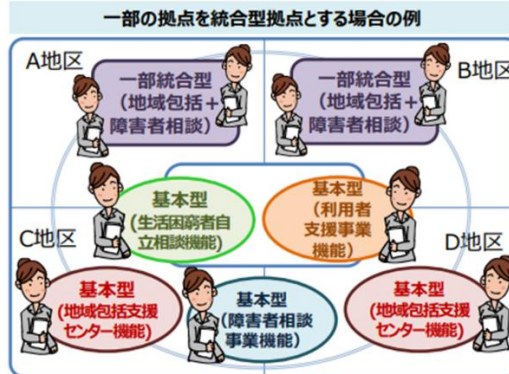 一部の拠点を統合型拠点とする場合の例
A地区
B地区
一部統合型
(地域包括+
障害者相談)
一部統合型
(地域包括+
障害者相談)
基本型
(生活困窮者自
立相談機能)
基本型
(利用者
支援事業
機能)
C地区
D地区
基本型
(地域包括支援
センター機能)
基本型
(障害者相談
事業機能)
基本型
(地域包括支援
センター機能)